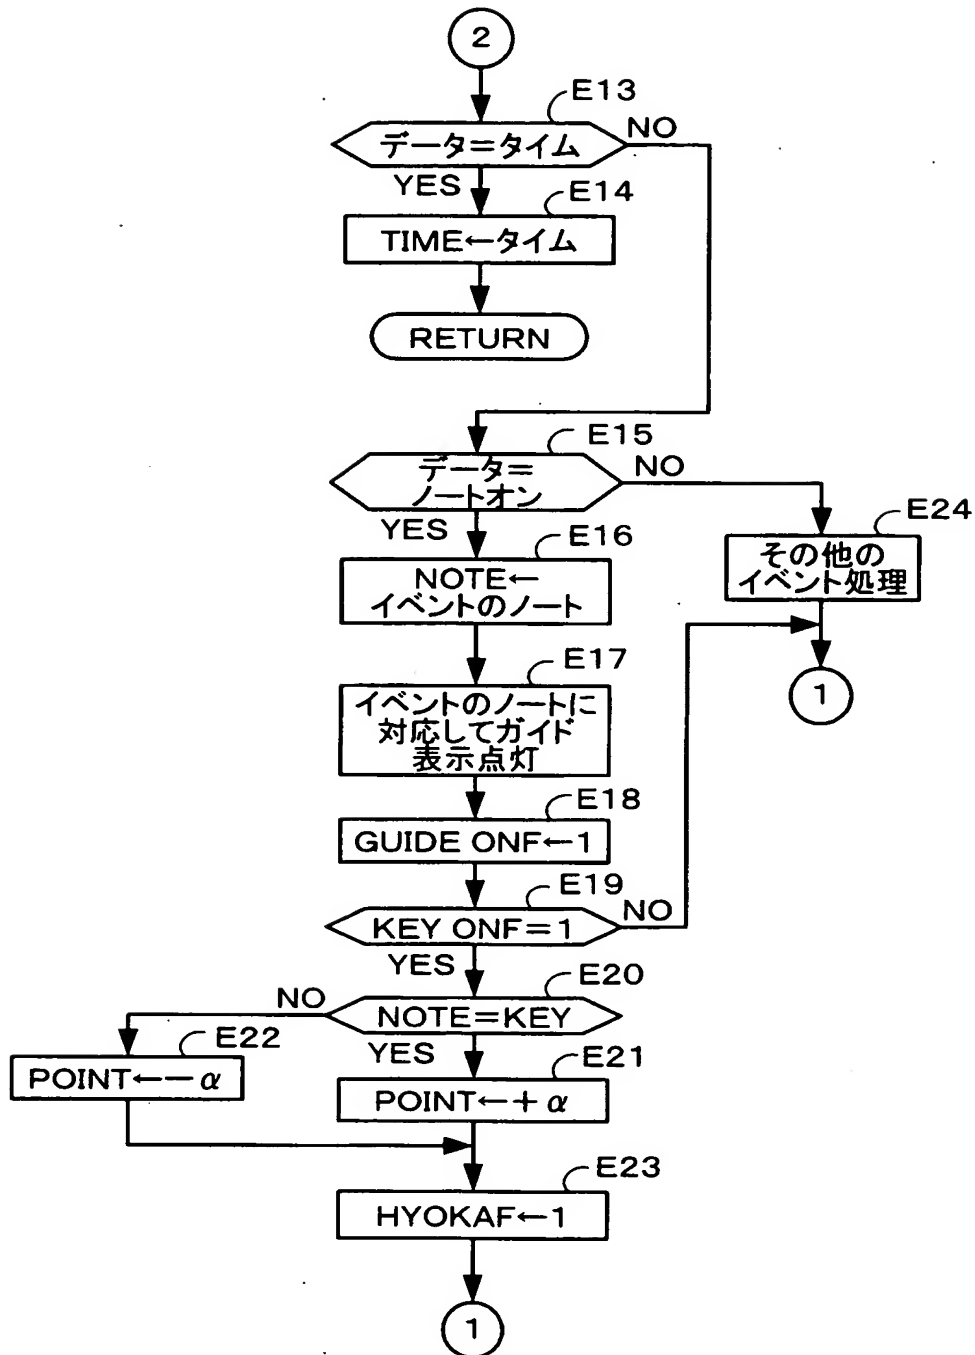 2
E13
データ=タイム
NO
YES
E14
TIME←タイム
RETURN
E15
データ=
ノートオン
NO
YES
E24
その他の
イベント処理
E16
NOTE←
イベントのノート
1
E17
イベントのノートに
対応してガイド
表示点灯
E18
GUIDE ONF←1
E19
KEY ONF=1
NO
YES
E20
NOTE=KEY
NO
YES
E22
POINT←-α
E21
POINT←+α
E23
HYOKAF←1
1